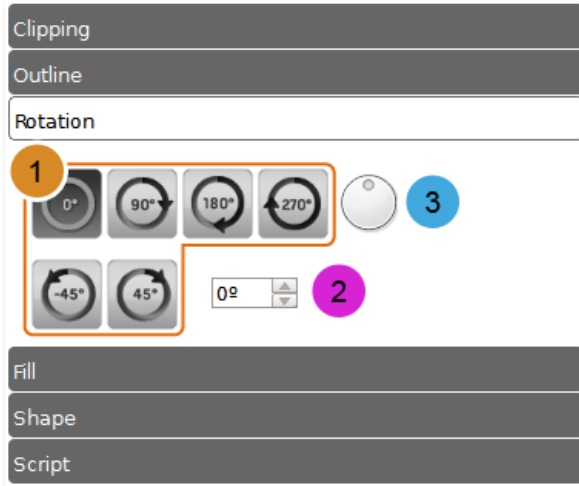 Clipping
Outline
Rotation
1
0° 90° 180° 270° 3
-45° 45° 0º 2
Fill
Shape
Script